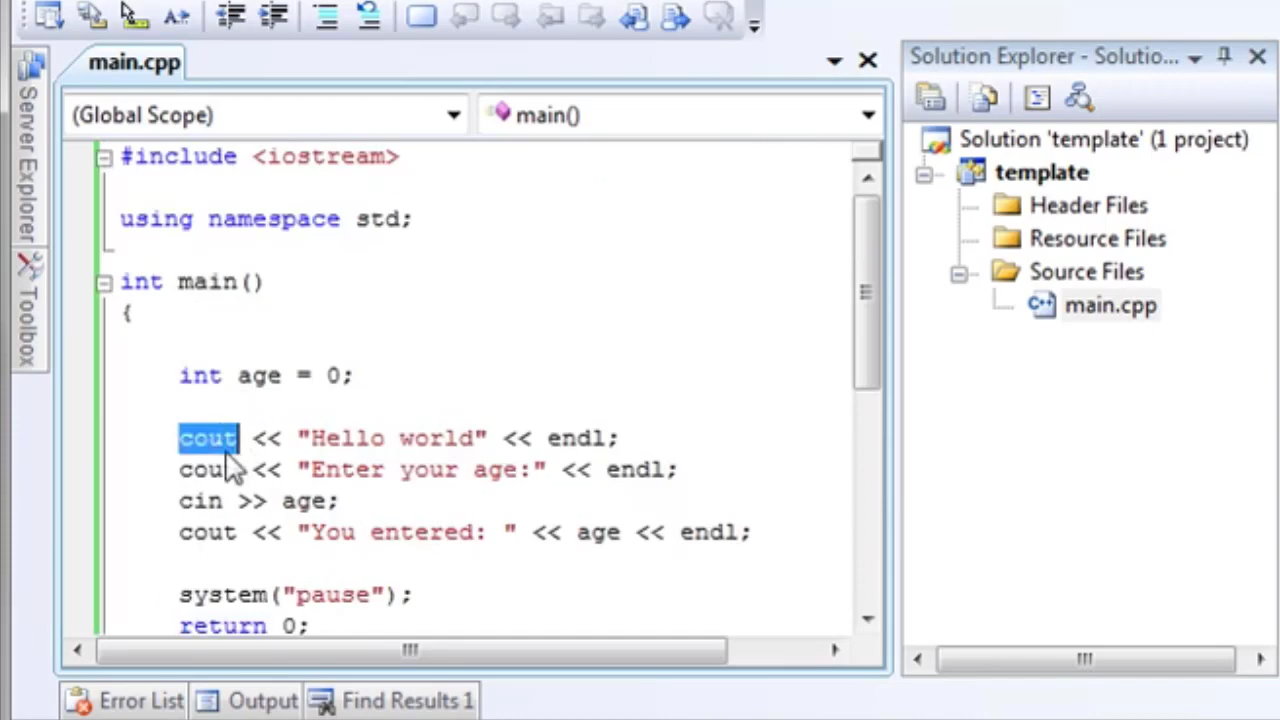 main.cpp
(Global Scope)
main()
#include <iostream>
using namespace std;
int main()
{
int age = 0;
cout << "Hello world" << endl;
cout << "Enter your age:" << endl;
cin >> age;
cout << "You entered: " << age << endl;
system("pause");
return 0;
Server Explorer
Toolbox
Solution Explorer - Solutio...
Solution 'template' (1 project)
template
Header Files
Resource Files
Source Files
main.cpp
Error List
Output
Find Results 1